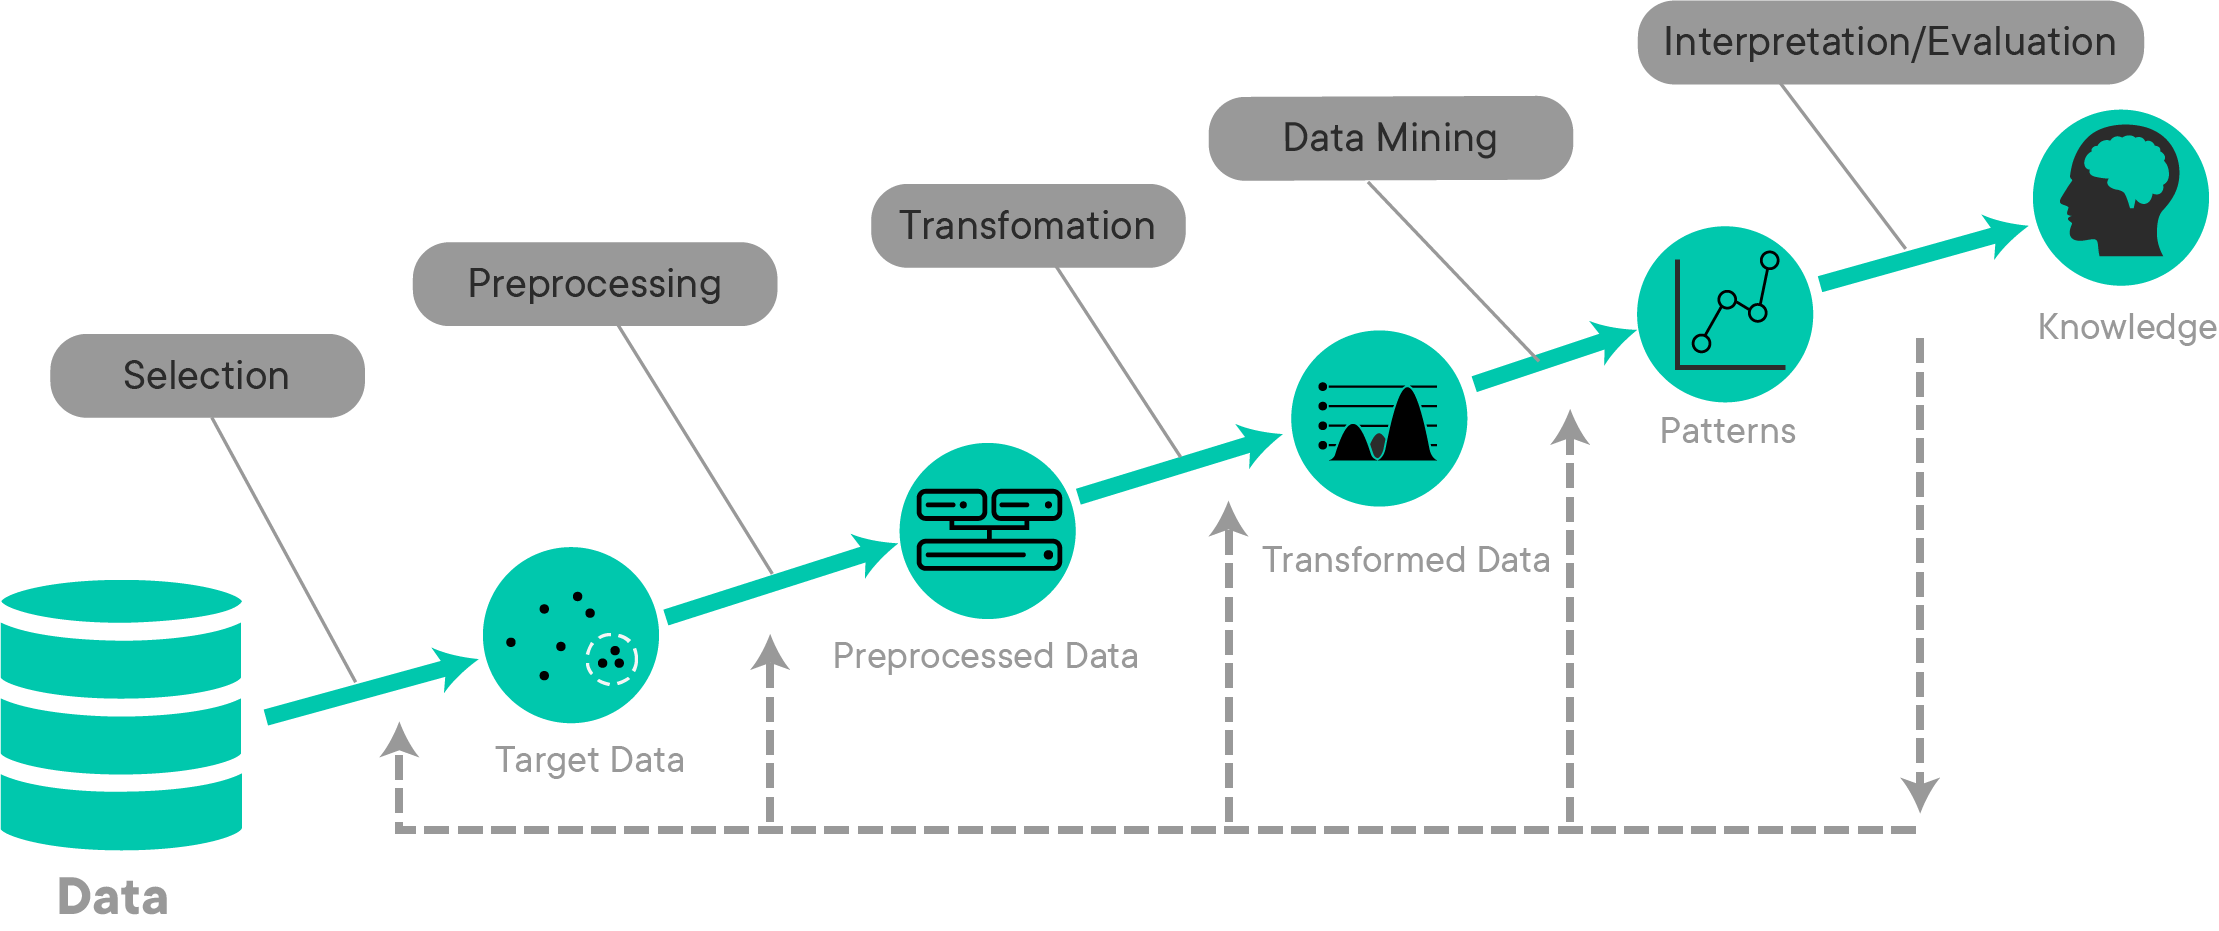 Interpretation/Evaluation
Data Mining
Transfomation
Preprocessing
Selection
Knowledge
Patterns
Transformed Data
Preprocessed Data
Target Data
Data